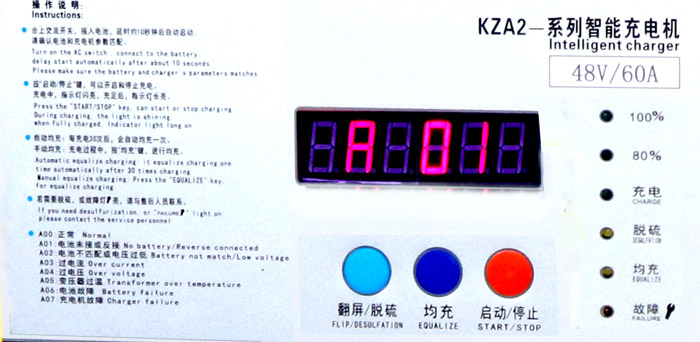 操 作 说 明:
Instructions:
台上交流开关，接入电池，延时约10秒钟后自动启动.
请确认电池和充电机参数匹配.
Turn on the AC switch connect to the battery
delay start automatically after about 10 seconds
Please make sure the battery and charger s parameters matches
按"启动/停止"键，可以开启和停止充电.
充电中，指示灯闪亮，充足后，指示灯长亮.
Press the "START/STOP" key, can start or stop charging
During charging, the light is shining
when fully charged, Indicator light long on
自动均充: 每充电30次后，会自动均充一次.
手动均充: 充电过程中，按"均充"键，进行均充.
Automatic equalize charging it equalize charging one
time automatically after 30 times charging
Manual equalize charging: Press the "EQUALIZE" key
for equalize charging
若需要脱硫，或故障灯亮，请与售后人员联系.
If you need desulfurization, or "FAILURE" light on
please contact the service personnel
A00:正常 Normal
A01:电池未接或反接 No battery/Reverse connected
A02:电池不匹配或电压过低 Battery not match/Low voltage
A03:过电流 Over current
A04:过电压 Over voltage
A05:变压器过温 Transformer over temperature
A06:电池故障 Battery failure
A07:充电机故障 Charger failure
KZA2-系列智能充电机
Intelligent charger
48V/60A
A 01
100%
80%
充电
CHARGE
脱硫
DESULFATION
均充
EQUALIZE
故障
FAILURE
翻屏/脱硫
FLIP/DESULFATION
均充
EQUALIZE
启动/停止
START/STOP